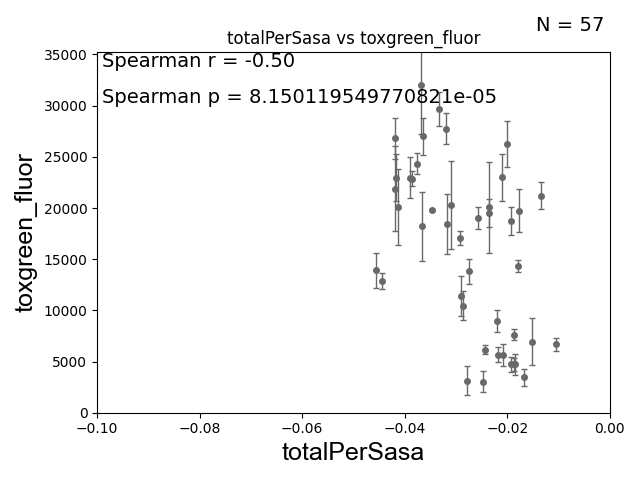 N = 57
totalPerSasa vs toxgreen_fluor
Spearman r = -0.50
Spearman p = 8.150119549770821e-05
35000
30000
25000
20000
15000
10000
5000
0
toxgreen_fluor
−0.10
−0.08
−0.06
−0.04
−0.02
0.00
totalPerSasa